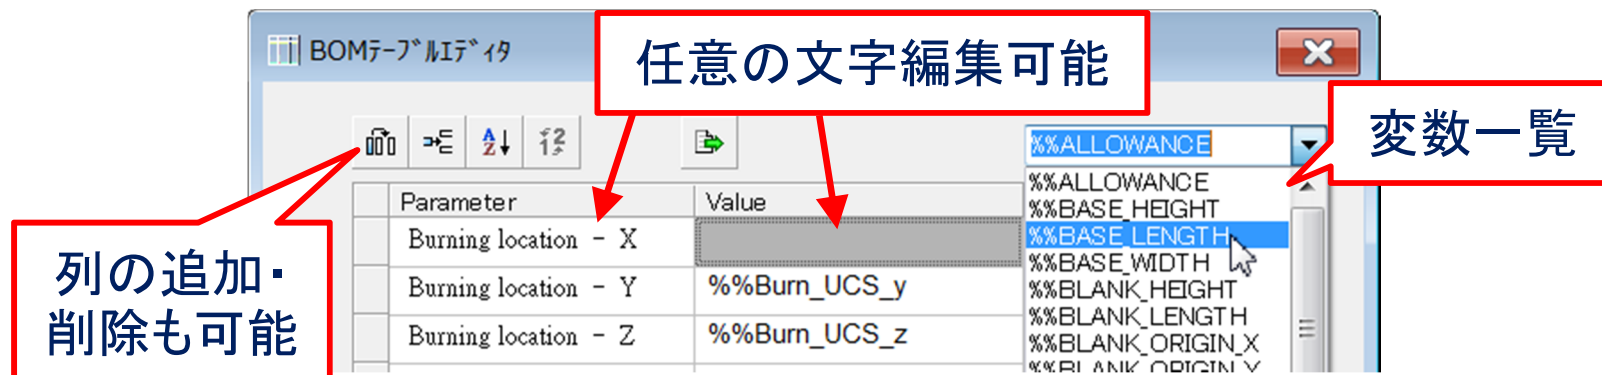 BOMﾃｰﾌﾞﾙｴﾃﾞｨﾀ
任意の文字編集可能
変数一覧
列の追加・
削除も可能
%%ALLOWANCE
Parameter Value
Burning location - X
Burning location - Y %%Burn_UCS_y
Burning location - Z %%Burn_UCS_z
%%ALLOWANCE
%%BASE_HEIGHT
%%BASE_LENGTH
%%BASE_WIDTH
%%BLANK_HEIGHT
%%BLANK_LENGTH
%%BLANK_ORIGIN_X
%%BLANK_ORIGIN_Y